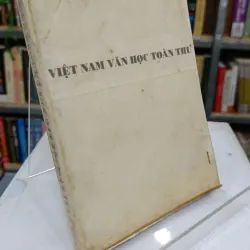 VIỆT NAM VĂN HỌC TOÀN THƯ
I